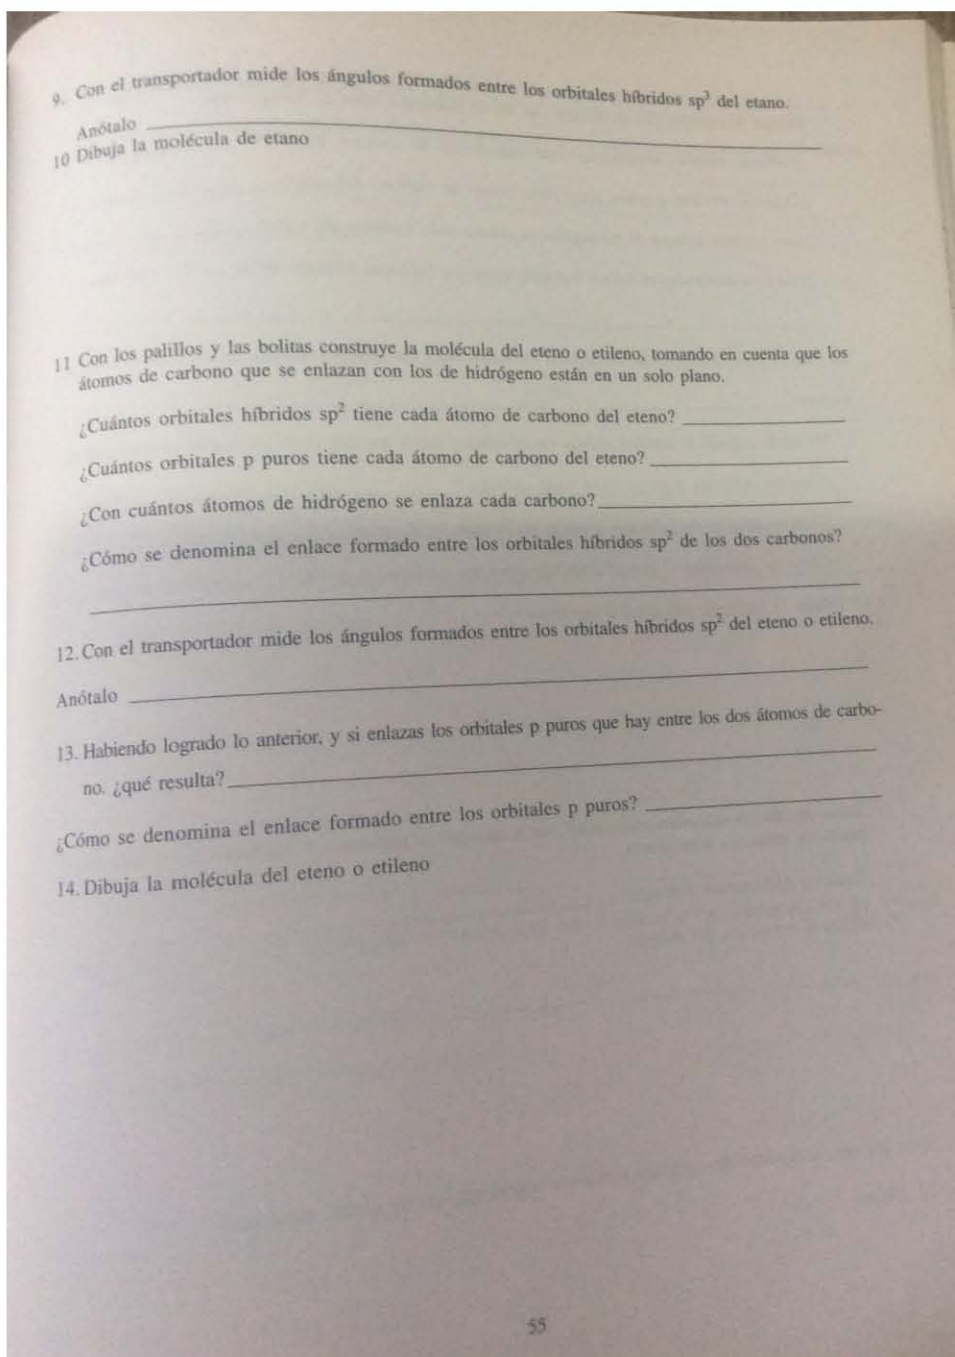 9. Con el transportador mide los ángulos formados entre los orbitales híbridos sp³ del etano.
Anótalo
10 Dibuja la molécula de etano
11 Con los palillos y las bolitas construye la molécula del eteno o etileno, tomando en cuenta que los
átomos de carbono que se enlazan con los de hidrógeno están en un solo plano.
¿Cuántos orbitales híbridos sp² tiene cada átomo de carbono del eteno?
¿Cuántos orbitales p puros tiene cada átomo de carbono del eteno?
¿Con cuántos átomos de hidrógeno se enlaza cada carbono?
¿Cómo se denomina el enlace formado entre los orbitales híbridos sp² de los dos carbonos?
12. Con el transportador mide los ángulos formados entre los orbitales híbridos sp² del eteno o etileno.
Anótalo
13. Habiendo logrado lo anterior, y si enlazas los orbitales p puros que hay entre los dos átomos de carbo-
no. ¿qué resulta?
¿Cómo se denomina el enlace formado entre los orbitales p puros?
14. Dibuja la molécula del eteno o etileno
55